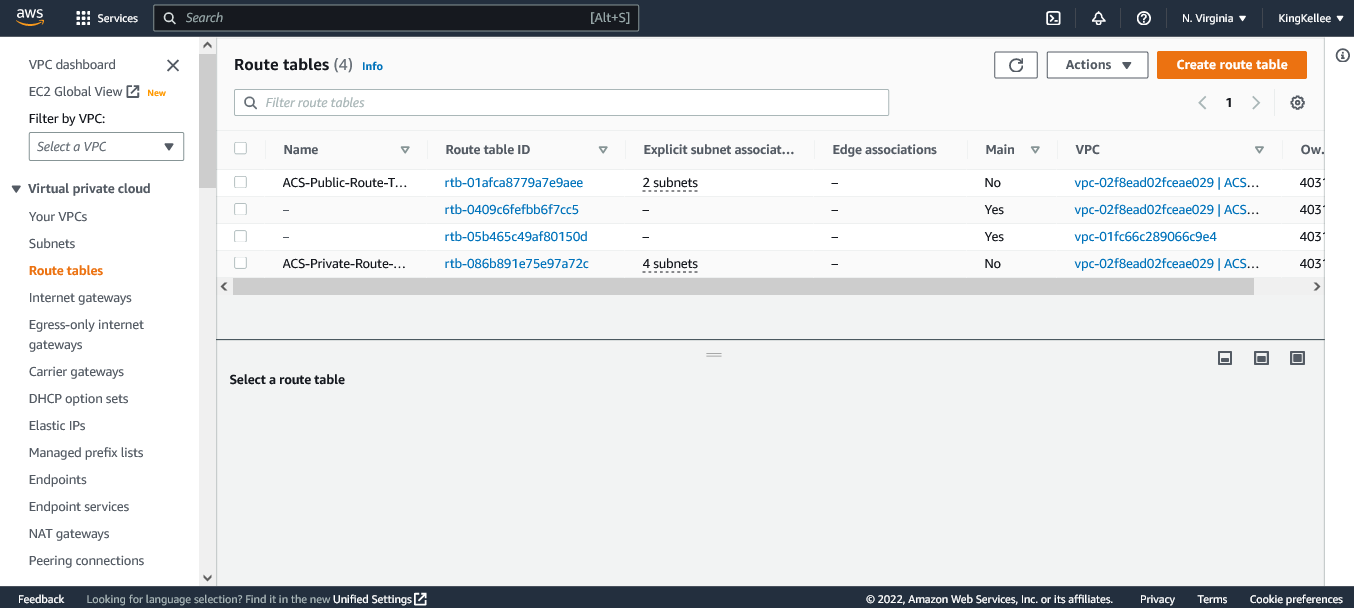 aws Services Search [Alt+S] N. Virginia KingKellee
VPC dashboard
EC2 Global View New
Filter by VPC:
Select a VPC
Virtual private cloud
Your VPCs
Subnets
Route tables
Internet gateways
Egress-only internet
gateways
Carrier gateways
DHCP option sets
Elastic IPs
Managed prefix lists
Endpoints
Endpoint services
NAT gateways
Peering connections
Route tables (4) Info Actions Create route table
Filter route tables 1
Name Route table ID Explicit subnet associat... Edge associations Main VPC Ow.
ACS-Public-Route-T... rtb-01afca8779a7e9aee 2 subnets – No vpc-02f8ead02fceae029 | ACS... 4031
– rtb-0409c6fefbb6f7cc5 – – Yes vpc-02f8ead02fceae029 | ACS... 4031
– rtb-05b465c49af80150d – – Yes vpc-01fc66c289066c9e4 4031
ACS-Private-Route-... rtb-086b891e75e97a72c 4 subnets – No vpc-02f8ead02fceae029 | ACS... 4031
Select a route table
Feedback Looking for language selection? Find it in the new Unified Settings © 2022, Amazon Web Services, Inc. or its affiliates. Privacy Terms Cookie preferences